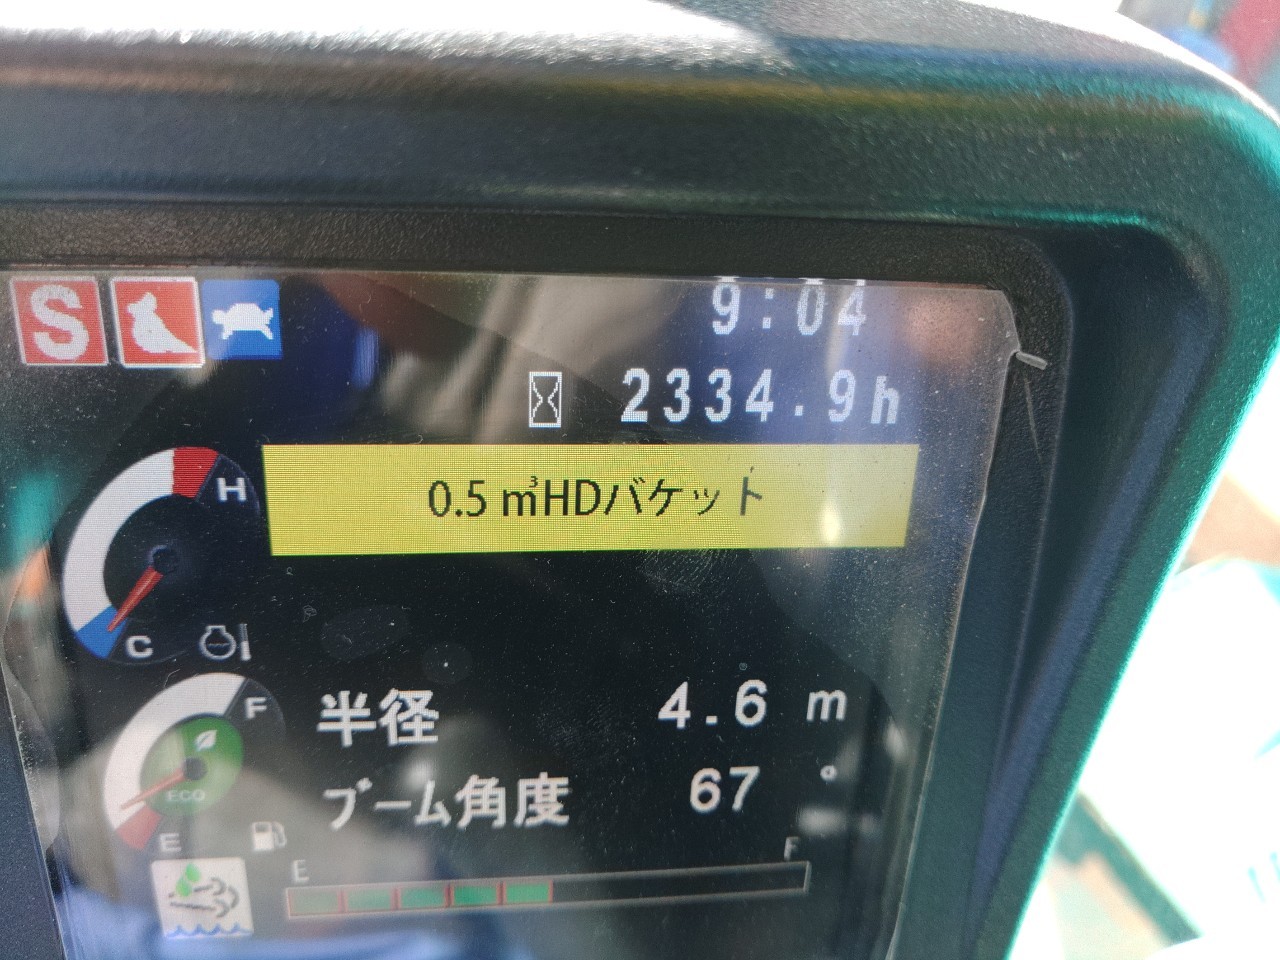 S
9:04
2334.9h
H
0.5㎥HDバケット
C
F
半径 4.6 m
ECO
ブーム角度 67 °
E
E F